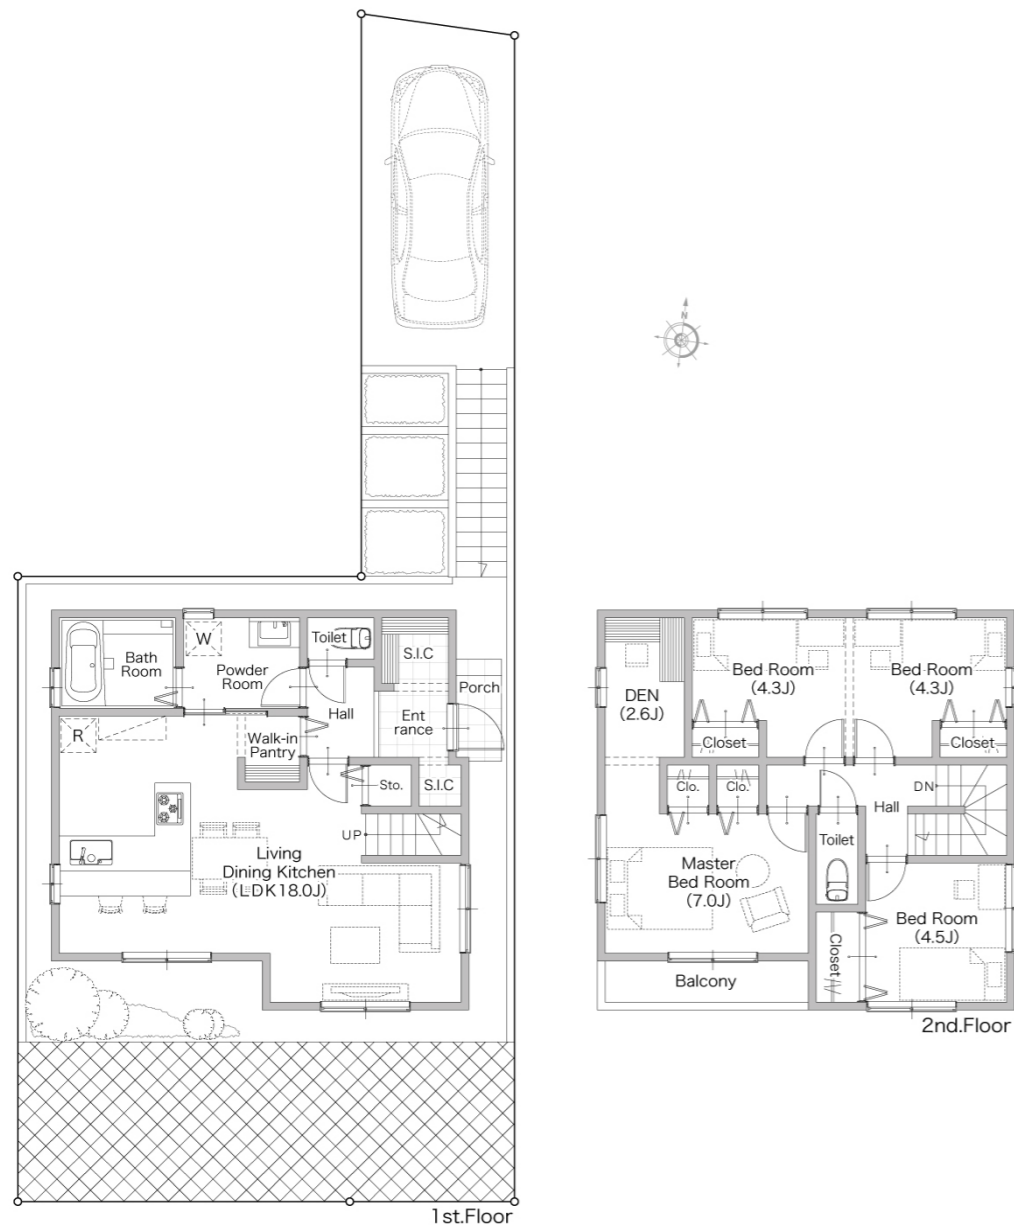 N
W
Toilet
S.I.C
Bath
Room
Powder
Room
Porch
Hall
Ent
rance
R
Walk-in
Pantry
Sto.
S.I.C
UP
Living
Dining Kitchen
(LDK18.0J)
1st.Floor
Bed Room
(4.3J)
Bed Room
(4.3J)
DEN
(2.6J)
Closet
Closet
Clo.
Clo.
DN
Hall
Toilet
Master
Bed Room
(7.0J)
Bed Room
(4.5J)
Closet
Balcony
2nd.Floor